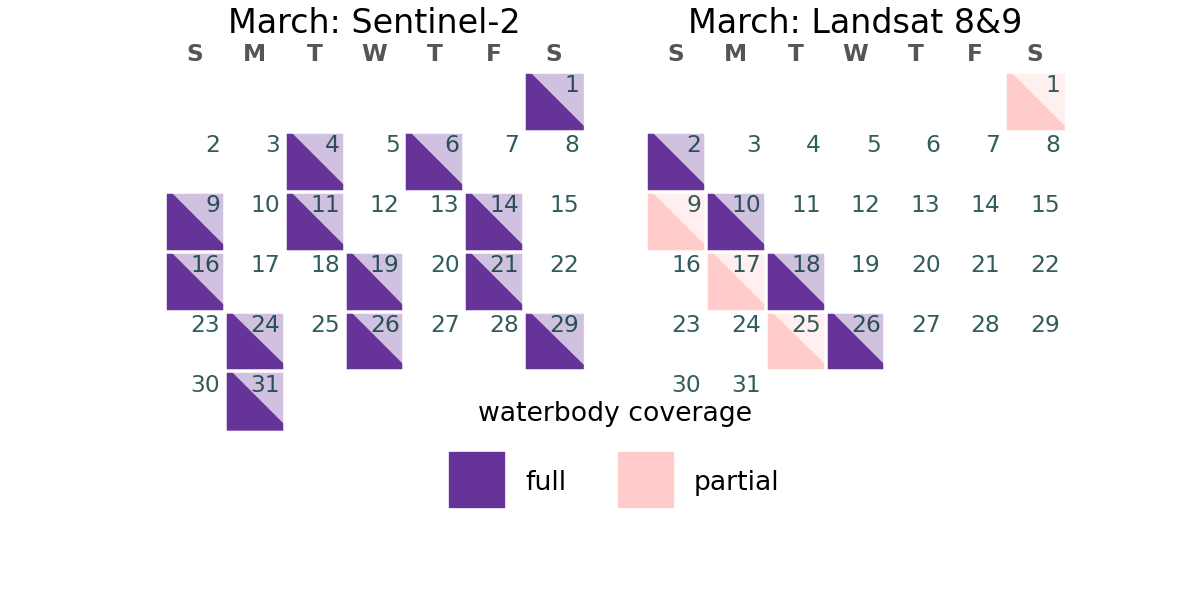 March: Sentinel-2
S M T W T F S
1
2 3 4 5 6 7 8
9 10 11 12 13 14 15
16 17 18 19 20 21 22
23 24 25 26 27 28 29
30 31
March: Landsat 8&9
S M T W T F S
1
2 3 4 5 6 7 8
9 10 11 12 13 14 15
16 17 18 19 20 21 22
23 24 25 26 27 28 29
30 31
waterbody coverage
full partial